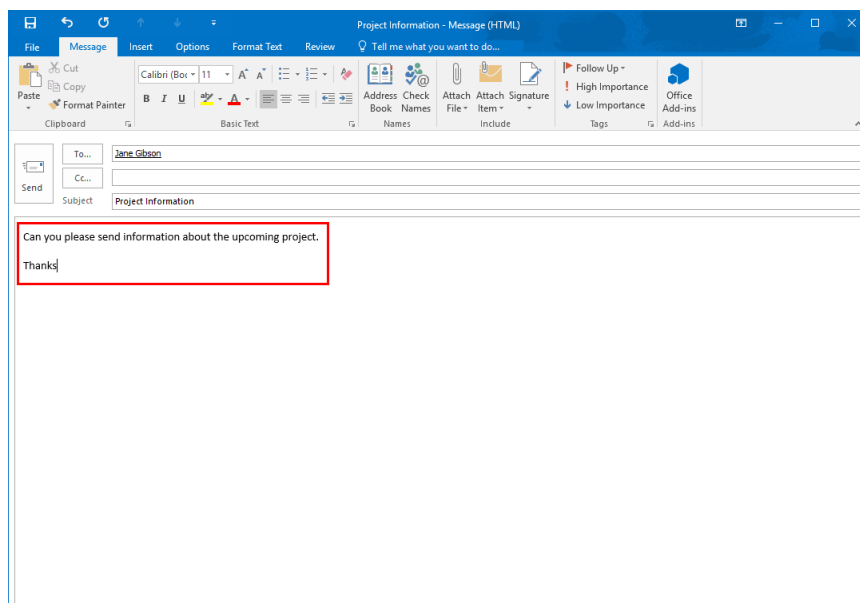 Project Information - Message (HTML)
File Message Insert Options Format Text Review Tell me what you want to do...
Paste
Cut
Copy
Format Painter
Clipboard
Calibri (Boc 11
A A
B I U aby A
Basic Text
Address Book
Check Names
Names
Attach File
Attach Item
Signature
Include
Follow Up
! High Importance
Low Importance
Tags
Office Add-ins
Add-ins
Send
To... Jane Gibson
Cc...
Subject Project Information
Can you please send information about the upcoming project.
Thanks